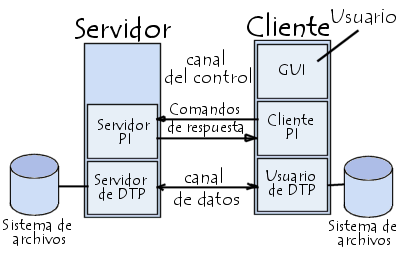 Servidor
Cliente
Usuario
canal
del control
GUI
Comandos
de respuesta
Servidor
PI
Cliente
PI
Servidor
de DTP
canal
de datos
Usuario
de DTP
Sistema de
archivos
Sistema de
archivos